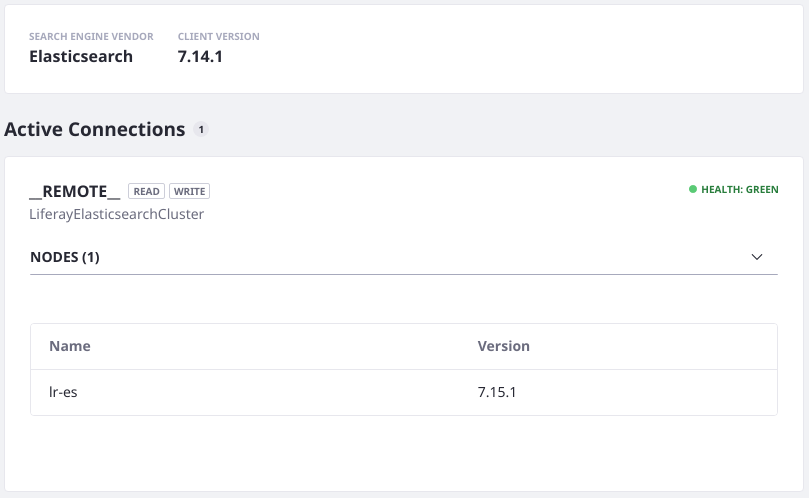 SEARCH ENGINE VENDOR CLIENT VERSION
Elasticsearch 7.14.1
Active Connections 1
__REMOTE__ READ WRITE HEALTH: GREEN
LiferayElasticsearchCluster
NODES (1)
Name Version
lr-es 7.15.1